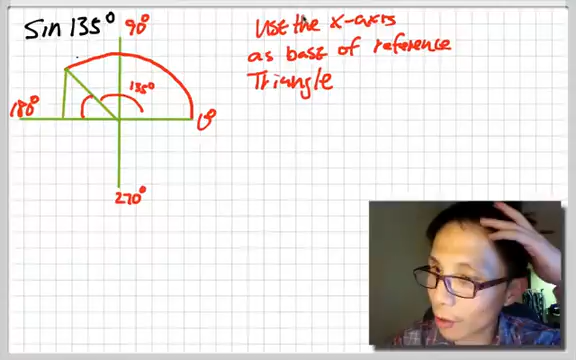 Sin 135°
90°
Use the x-axis
as base of reference
Triangle
135°
180°
0°
270°